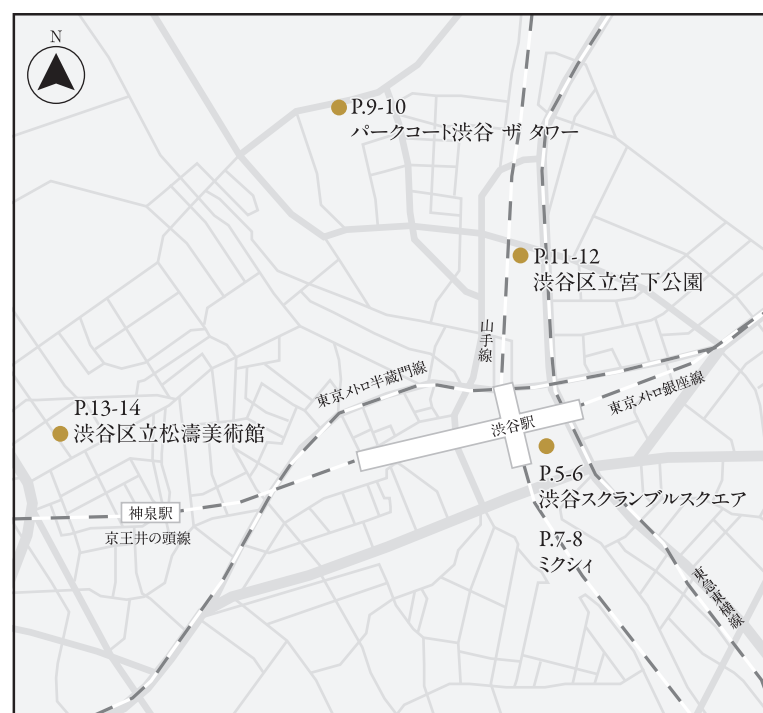 N
P.9-10
パークコート渋谷 ザ タワー
P.11-12
渋谷区立宮下公園
山手線
東京メトロ半蔵門線
東京メトロ銀座線
P.13-14
渋谷区立松濤美術館
渋谷駅
P.5-6
渋谷スクランブルスクエア
神泉駅
京王井の頭線
P.7-8
ミクシィ
東急東横線